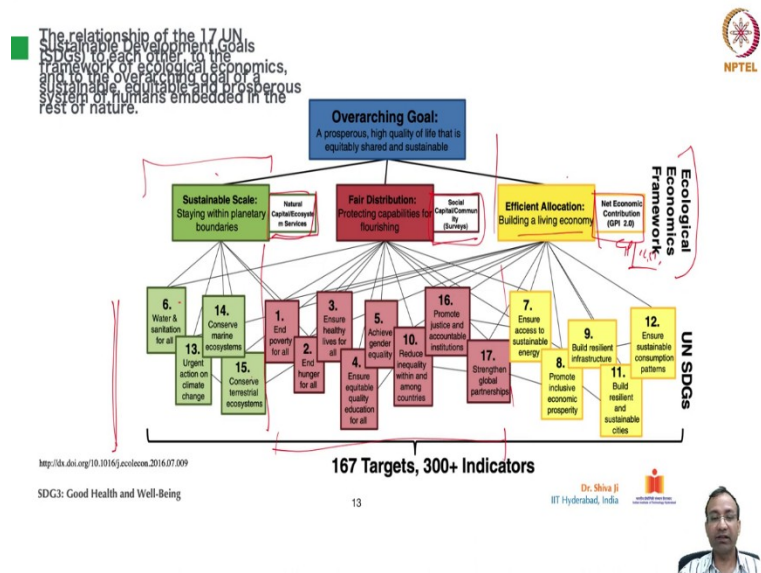 The relationship of the 17 UN
Sustainable Development Goals
(SDGs) to each other, to the
framework of ecological economics,
and to the overarching goal of a
sustainable, equitable and prosperous
system of humans embedded in the
rest of nature.
NPTEL
Overarching Goal:
A prosperous, high quality of life that is
equitably shared and sustainable
Sustainable Scale:
Staying within planetary
boundaries
Natural
Capital/Ecosyste
m Services
Fair Distribution:
Protecting capabilities for
flourishing
Social
Capital/Commun
ity
(Surveys)
Efficient Allocation:
Building a living economy
Net Economic
Contribution
(GPI 2.0)
Ecological
Economics
Framework
6.
Water &
sanitation
for all
13.
Urgent
action on
climate
change
14.
Conserve
marine
ecosystems
15.
Conserve
terrestrial
ecosystems
1.
End
poverty
for all
2.
End
hunger
for all
3.
Ensure
healthy
lives for
all
4.
Ensure
equitable
quality
education
for all
5.
Achieve
gender
equality
10.
Reduce
inequality
within and
among
countries
16.
Promote
justice and
accountable
institutions
17.
Strengthen
global
partnerships
7.
Ensure
access to
sustainable
energy
8.
Promote
inclusive
economic
prosperity
9.
Build resilient
infrastructure
11.
Build
resilient
and
sustainable
cities
12.
Ensure
sustainable
consumption
patterns
UN SDGs
167 Targets, 300+ Indicators
http://dx.doi.org/10.1016/j.ecolecon.2016.07.009
SDG3: Good Health and Well-Being
13
Dr. Shiva Ji
IIT Hyderabad, India